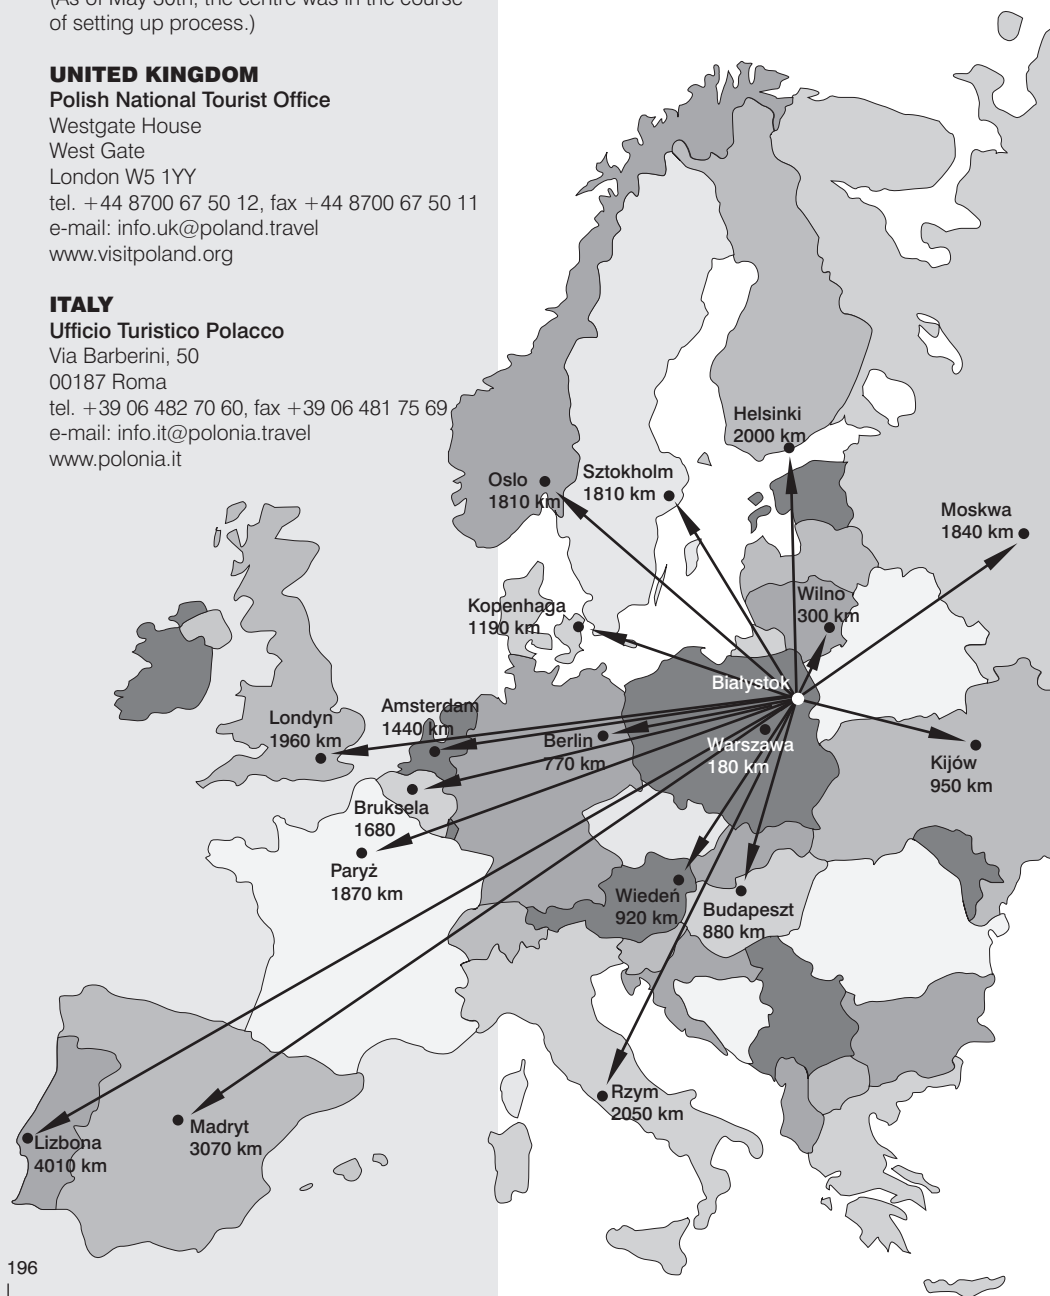 (As of May 30th, the centre was in the course
of setting up process.)
UNITED KINGDOM
Polish National Tourist Office
Westgate House
West Gate
London W5 1YY
tel. +44 8700 67 50 12, fax +44 8700 67 50 11
e-mail: info.uk@poland.travel
www.visitpoland.org
ITALY
Ufficio Turistico Polacco
Via Barberini, 50
00187 Roma
tel. +39 06 482 70 60, fax +39 06 481 75 69
e-mail: info.it@polonia.travel
www.polonia.it
Helsinki
2000 km
Oslo
1810 km
Sztokholm
1810 km
Moskwa
1840 km
Wilno
300 km
Kopenhaga
1190 km
Białystok
Amsterdam
1440 km
Londyn
1960 km
Berlin
770 km
Warszawa
180 km
Kijów
950 km
Bruksela
1680
Paryż
1870 km
Wiedeń
920 km
Budapeszt
880 km
Rzym
2050 km
Madryt
3070 km
Lizbona
4010 km
196